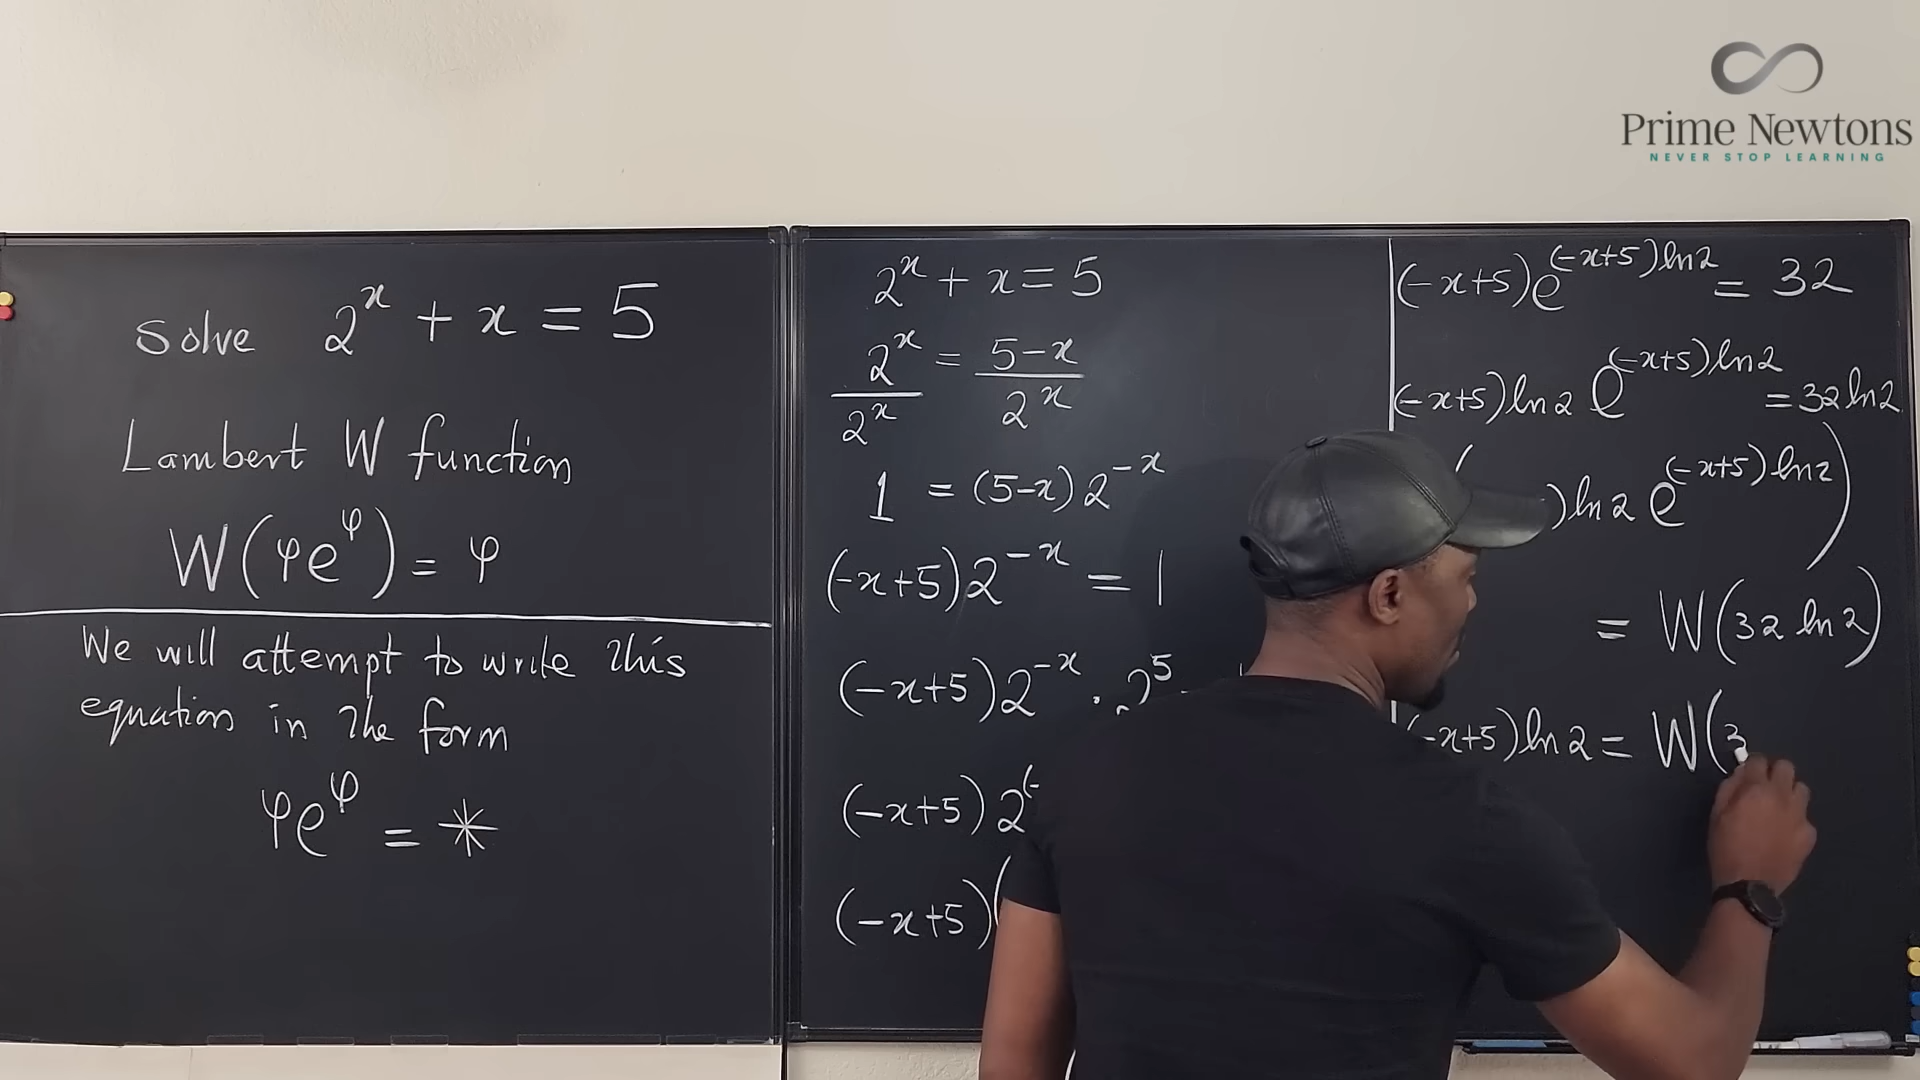 Prime Newtons
NEVER STOP LEARNING
Solve 2^x + x = 5
Lambert W function
W(φe^φ) = φ
We will attempt to write this
equation in the form
φe^φ = *
2^x + x = 5
2^x/2^x = (5-x)/2^x
1 = (5-x)2^-x
(-x+5)2^-x = 1
(-x+5)2^-x · 2^5
(-x+5)2^(-
(-x+5)(
(-x+5)e^(-x+5)ln2 = 32
(-x+5)ln2 e^(-x+5)ln2 = 32ln2
)ln2 e^(-x+5)ln2)
= W(32 ln2)
(-x+5)ln2 = W(3